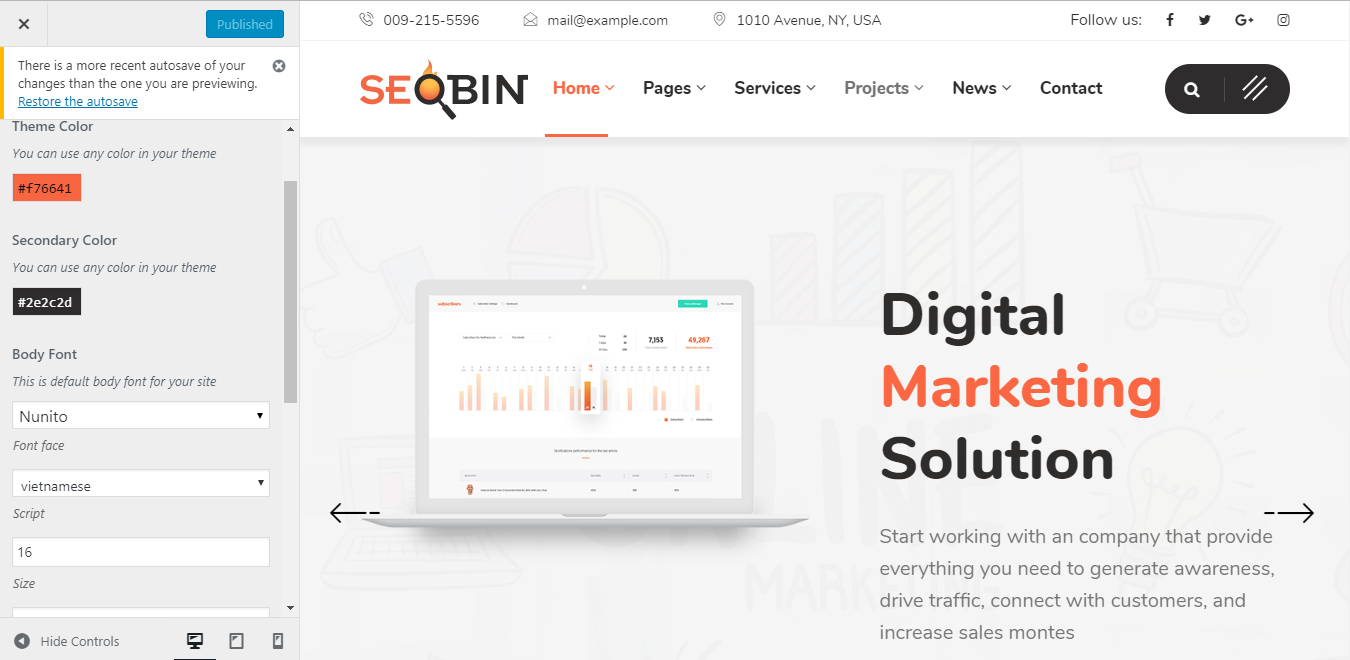 Published
There is a more recent autosave of your
changes than the one you are previewing.
Restore the autosave
Theme Color
You can use any color in your theme
#f76641
Secondary Color
You can use any color in your theme
#2e2c2d
Body Font
This is default body font for your site
Nunito
Font face
vietnamese
Script
16
Size
Hide Controls
009-215-5596 mail@example.com 1010 Avenue, NY, USA Follow us:
SEOBIN Home Pages Services Projects News Contact
subscribers
7,153 49,267
Digital
Marketing
Solution
Start working with an company that provide
everything you need to generate awareness,
drive traffic, connect with customers, and
increase sales montes
ONLINE
MARKETING